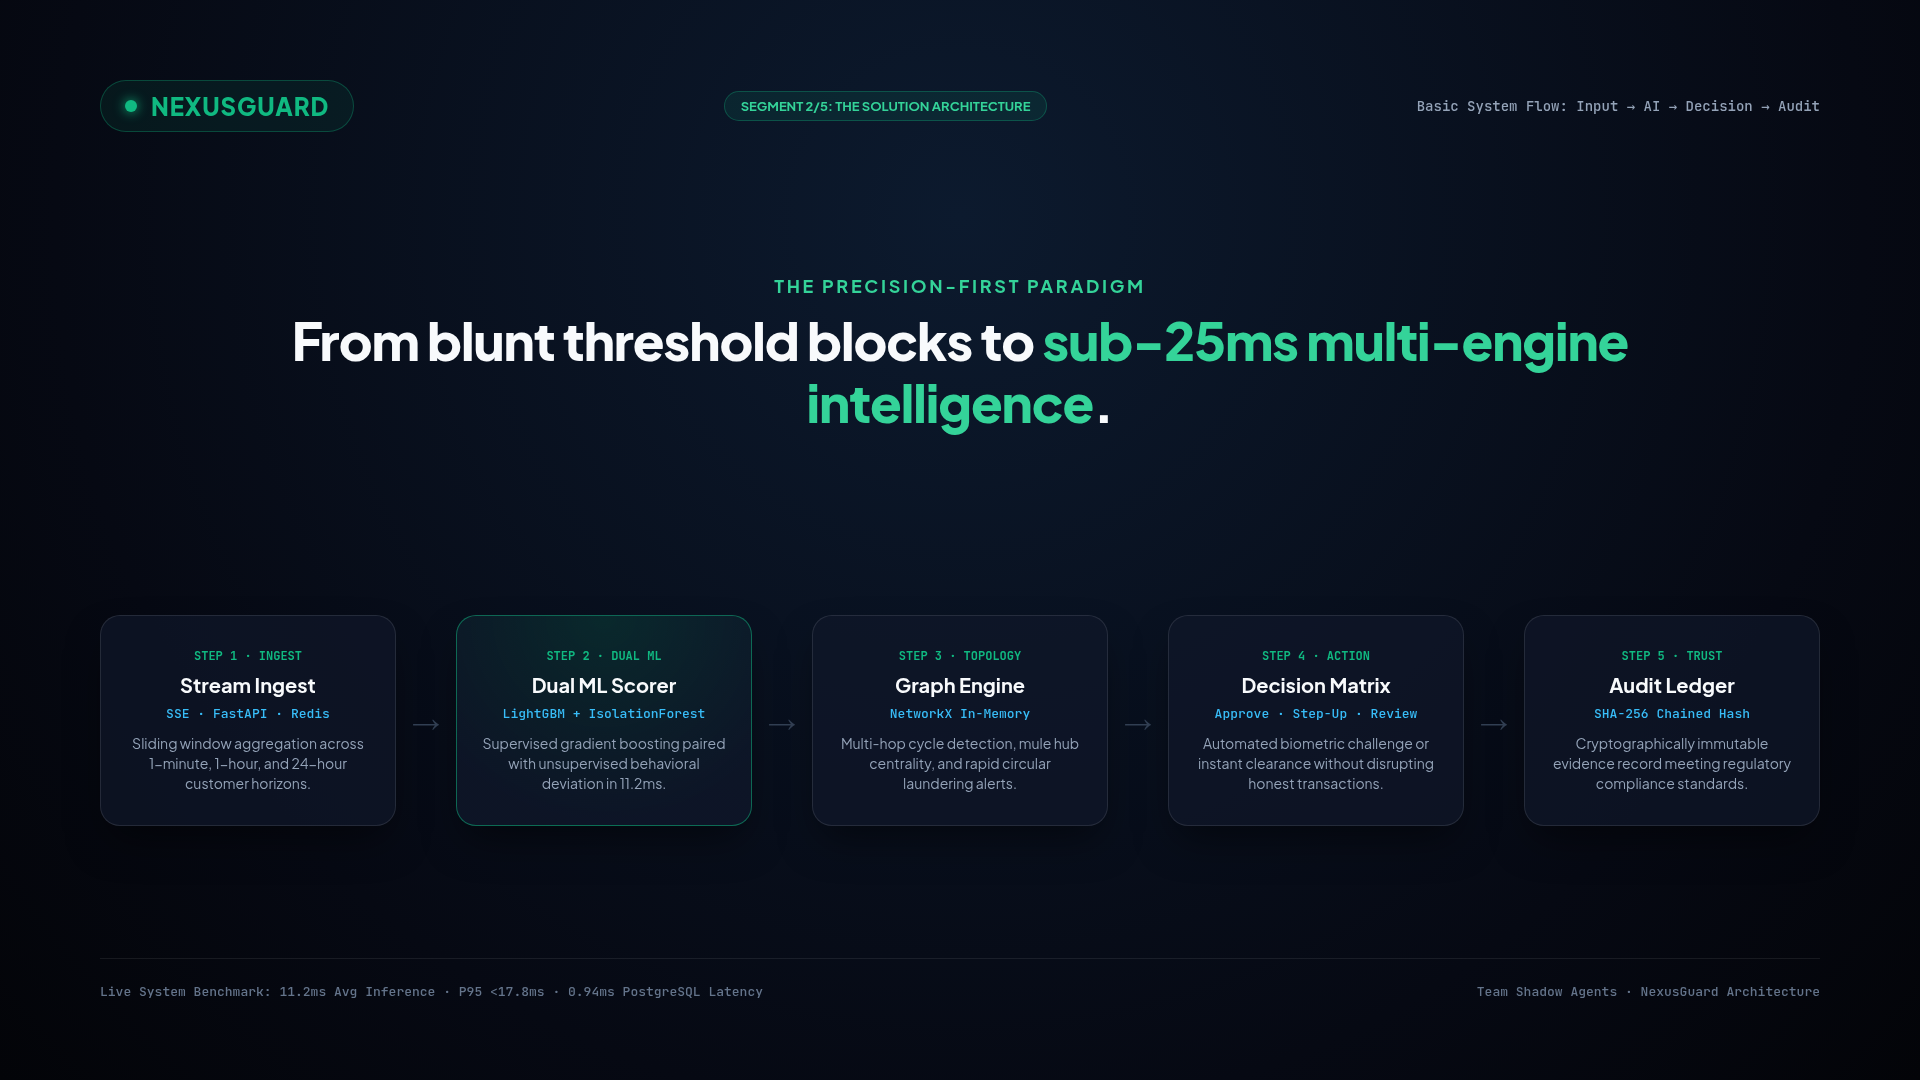 NEXUSGUARD
SEGMENT 2/5: THE SOLUTION ARCHITECTURE
Basic System Flow: Input → AI → Decision → Audit
THE PRECISION-FIRST PARADIGM
From blunt threshold blocks to sub-25ms multi-engine
intelligence.
STEP 1 · INGEST
Stream Ingest
SSE · FastAPI · Redis
Sliding window aggregation across
1-minute, 1-hour, and 24-hour
customer horizons.
→
STEP 2 · DUAL ML
Dual ML Scorer
LightGBM + IsolationForest
Supervised gradient boosting paired
with unsupervised behavioral
deviation in 11.2ms.
→
STEP 3 · TOPOLOGY
Graph Engine
NetworkX In-Memory
Multi-hop cycle detection, mule hub
centrality, and rapid circular
laundering alerts.
→
STEP 4 · ACTION
Decision Matrix
Approve · Step-Up · Review
Automated biometric challenge or
instant clearance without disrupting
honest transactions.
→
STEP 5 · TRUST
Audit Ledger
SHA-256 Chained Hash
Cryptographically immutable
evidence record meeting regulatory
compliance standards.
Live System Benchmark: 11.2ms Avg Inference · P95 <17.8ms · 0.94ms PostgreSQL Latency
Team Shadow Agents · NexusGuard Architecture